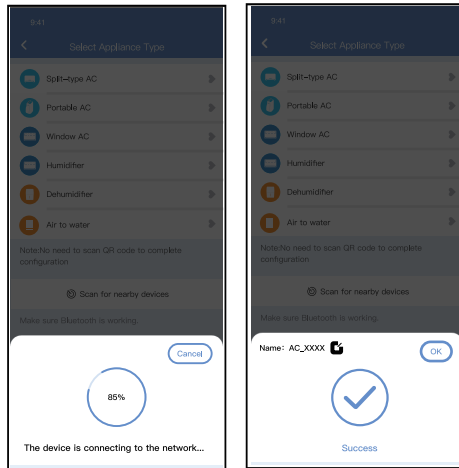 9:41
Select Appliance Type
Split-type AC
Portable AC
Window AC
Humidifier
Dehumidifier
Air to water
Note:No need to scan QR code to complete
configuration
Scan for nearby devices
Make sure Bluetooth is working.
Cancel
85%
The device is connecting to the network...
9:41
Select Appliance Type
Split-type AC
Portable AC
Window AC
Humidifier
Dehumidifier
Air to water
Note:No need to scan QR code to complete
configuration
Scan for nearby devices
Make sure Bluetooth is working.
Name: AC_XXXX
OK
Success